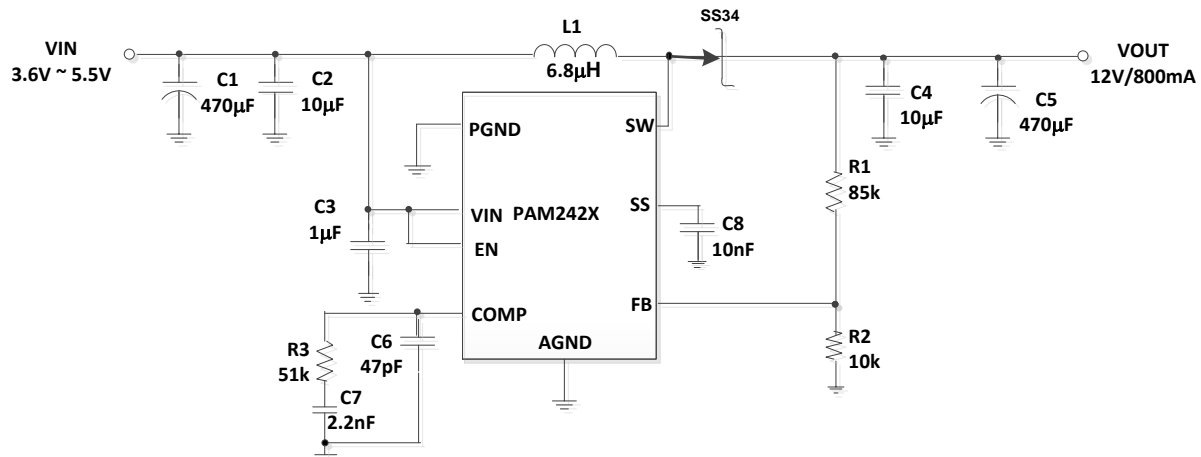 SS34
L1
VIN
3.6V ~ 5.5V
6.8μH
VOUT
12V/800mA
C1
470μF
C2
10μF
C4
10μF
C5
470μF
PGND
SW
R1
85k
C3
1μF
VIN
PAM242X
SS
C8
10nF
EN
COMP
FB
R3
51k
C6
47pF
AGND
R2
10k
C7
2.2nF